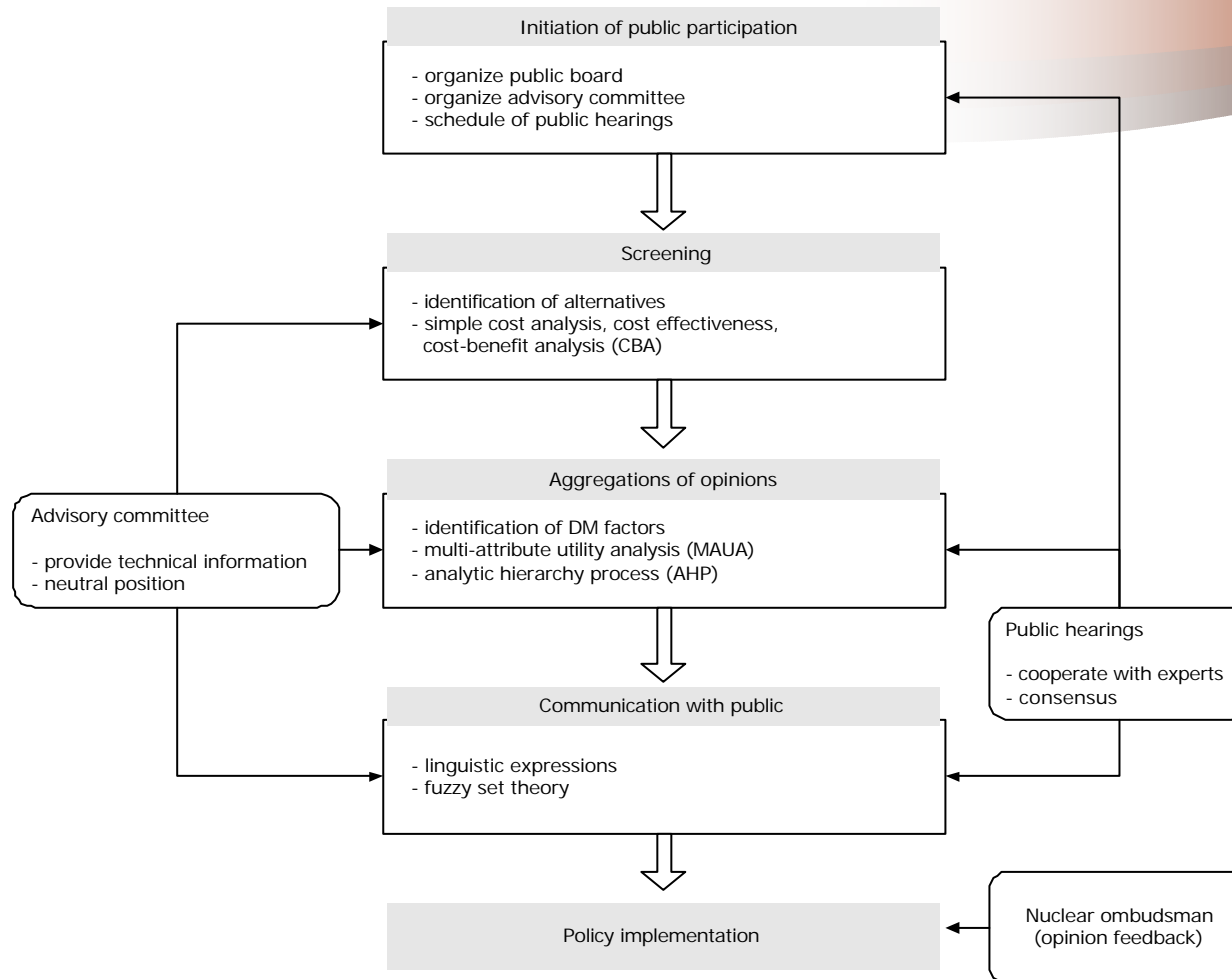 Initiation of public participation
- organize public board
- organize advisory committee
- schedule of public hearings
Screening
- identification of alternatives
- simple cost analysis, cost effectiveness,
cost-benefit analysis (CBA)
Aggregations of opinions
- identification of DM factors
- multi-attribute utility analysis (MAUA)
- analytic hierarchy process (AHP)
Advisory committee
- provide technical information
- neutral position
Public hearings
- cooperate with experts
- consensus
Communication with public
- linguistic expressions
- fuzzy set theory
Policy implementation
Nuclear ombudsman
(opinion feedback)